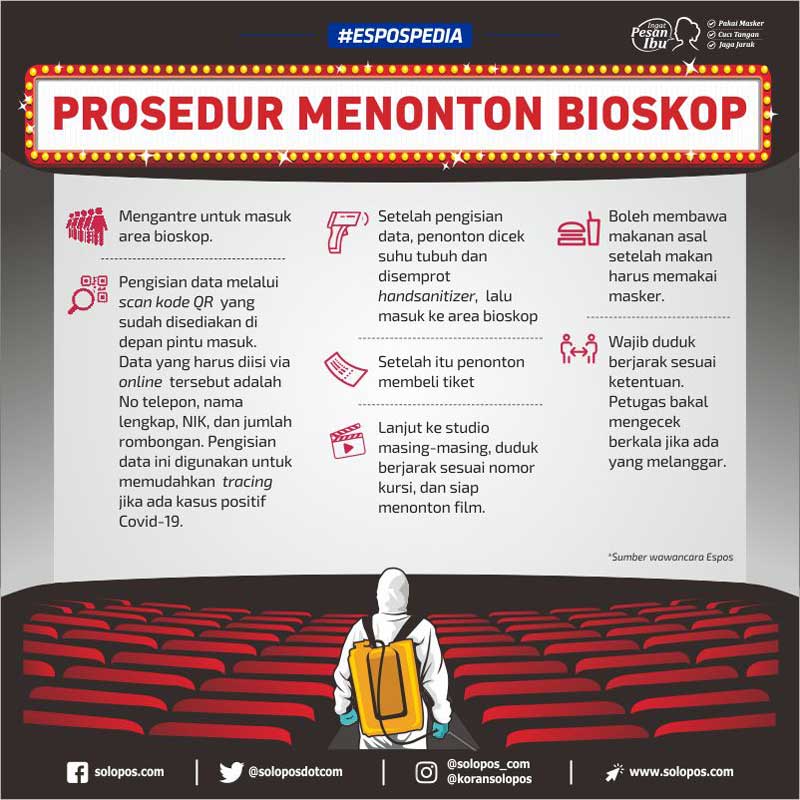 #ESPOSPEDIA
Ingat
Pesan
Ibu
Pakai Masker
Cuci Tangan
Jaga Jarak
PROSEDUR MENONTON BIOSKOP
Mengantre untuk masuk
area bioskop.
Pengisian data melalui
scan kode QR yang
sudah disediakan di
depan pintu masuk.
Data yang harus diisi via
online tersebut adalah
No telepon, nama
lengkap, NIK, dan jumlah
rombongan. Pengisian
data ini digunakan untuk
memudahkan tracing
jika ada kasus positif
Covid-19.
Setelah pengisian
data, penonton dicek
suhu tubuh dan
disemprot
handsanitizer, lalu
masuk ke area bioskop
Setelah itu penonton
membeli tiket
Lanjut ke studio
masing-masing, duduk
berjarak sesuai nomor
kursi, dan siap
menonton film.
Boleh membawa
makanan asal
setelah makan
harus memakai
masker.
Wajib duduk
berjarak sesuai
ketentuan.
Petugas bakal
mengecek
berkala jika ada
yang melanggar.
*Sumber wawancara Espos
solopos.com
@soloposdotcom
@solopos_com
@koransolopos
www.solopos.com